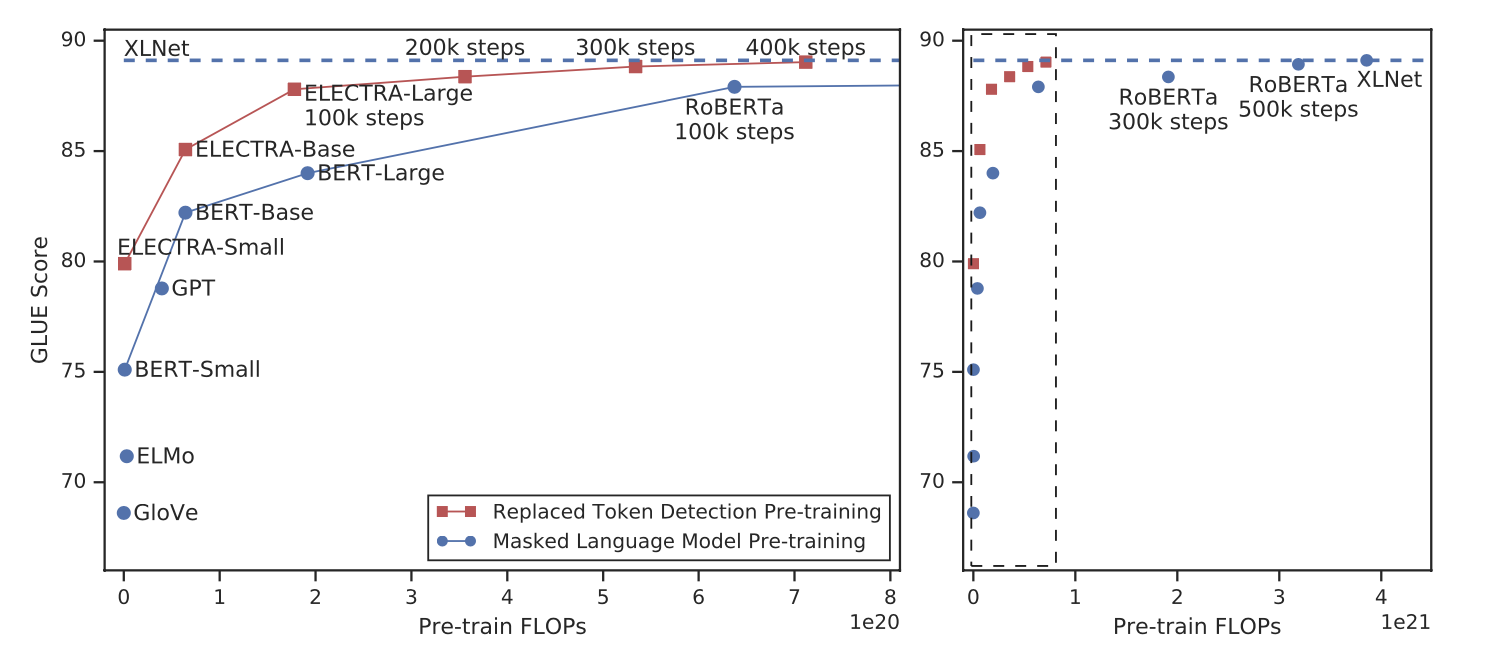 90
85
80
75
70
GLUE Score
XLNet
200k steps
300k steps
400k steps
ELECTRA-Large
100k steps
RoBERTa
100k steps
ELECTRA-Base
BERT-Large
BERT-Base
ELECTRA-Small
GPT
BERT-Small
ELMo
GloVe
Replaced Token Detection Pre-training
Masked Language Model Pre-training
0 1 2 3 4 5 6 7 8
1e20
Pre-train FLOPs
90
85
80
75
70
RoBERTa
300k steps
RoBERTa
500k steps
XLNet
0 1 2 3 4
1e21
Pre-train FLOPs